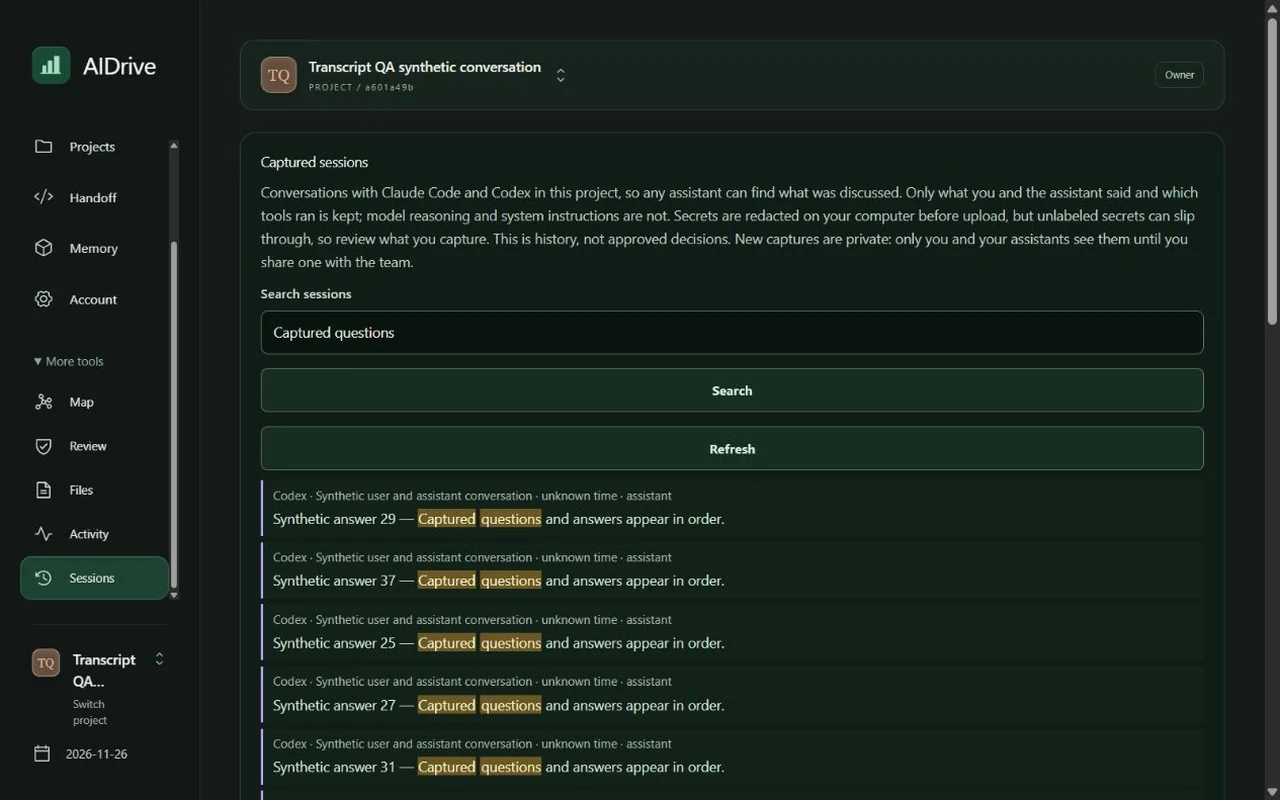 AIDrive
Projects
Handoff
Memory
Account
▼ More tools
Map
Review
Files
Activity
Sessions
TQ
Transcript
QA...
Switch
project
2026-11-26
TQ
Transcript QA synthetic conversation
PROJECT / a601a49b
Owner
Captured sessions
Conversations with Claude Code and Codex in this project, so any assistant can find what was discussed. Only what you and the assistant said and which
tools ran is kept; model reasoning and system instructions are not. Secrets are redacted on your computer before upload, but unlabeled secrets can slip
through, so review what you capture. This is history, not approved decisions. New captures are private: only you and your assistants see them until you
share one with the team.
Search sessions
Captured questions
Search
Refresh
Codex · Synthetic user and assistant conversation · unknown time · assistant
Synthetic answer 29 — Captured questions and answers appear in order.
Codex · Synthetic user and assistant conversation · unknown time · assistant
Synthetic answer 37 — Captured questions and answers appear in order.
Codex · Synthetic user and assistant conversation · unknown time · assistant
Synthetic answer 25 — Captured questions and answers appear in order.
Codex · Synthetic user and assistant conversation · unknown time · assistant
Synthetic answer 27 — Captured questions and answers appear in order.
Codex · Synthetic user and assistant conversation · unknown time · assistant
Synthetic answer 31 — Captured questions and answers appear in order.